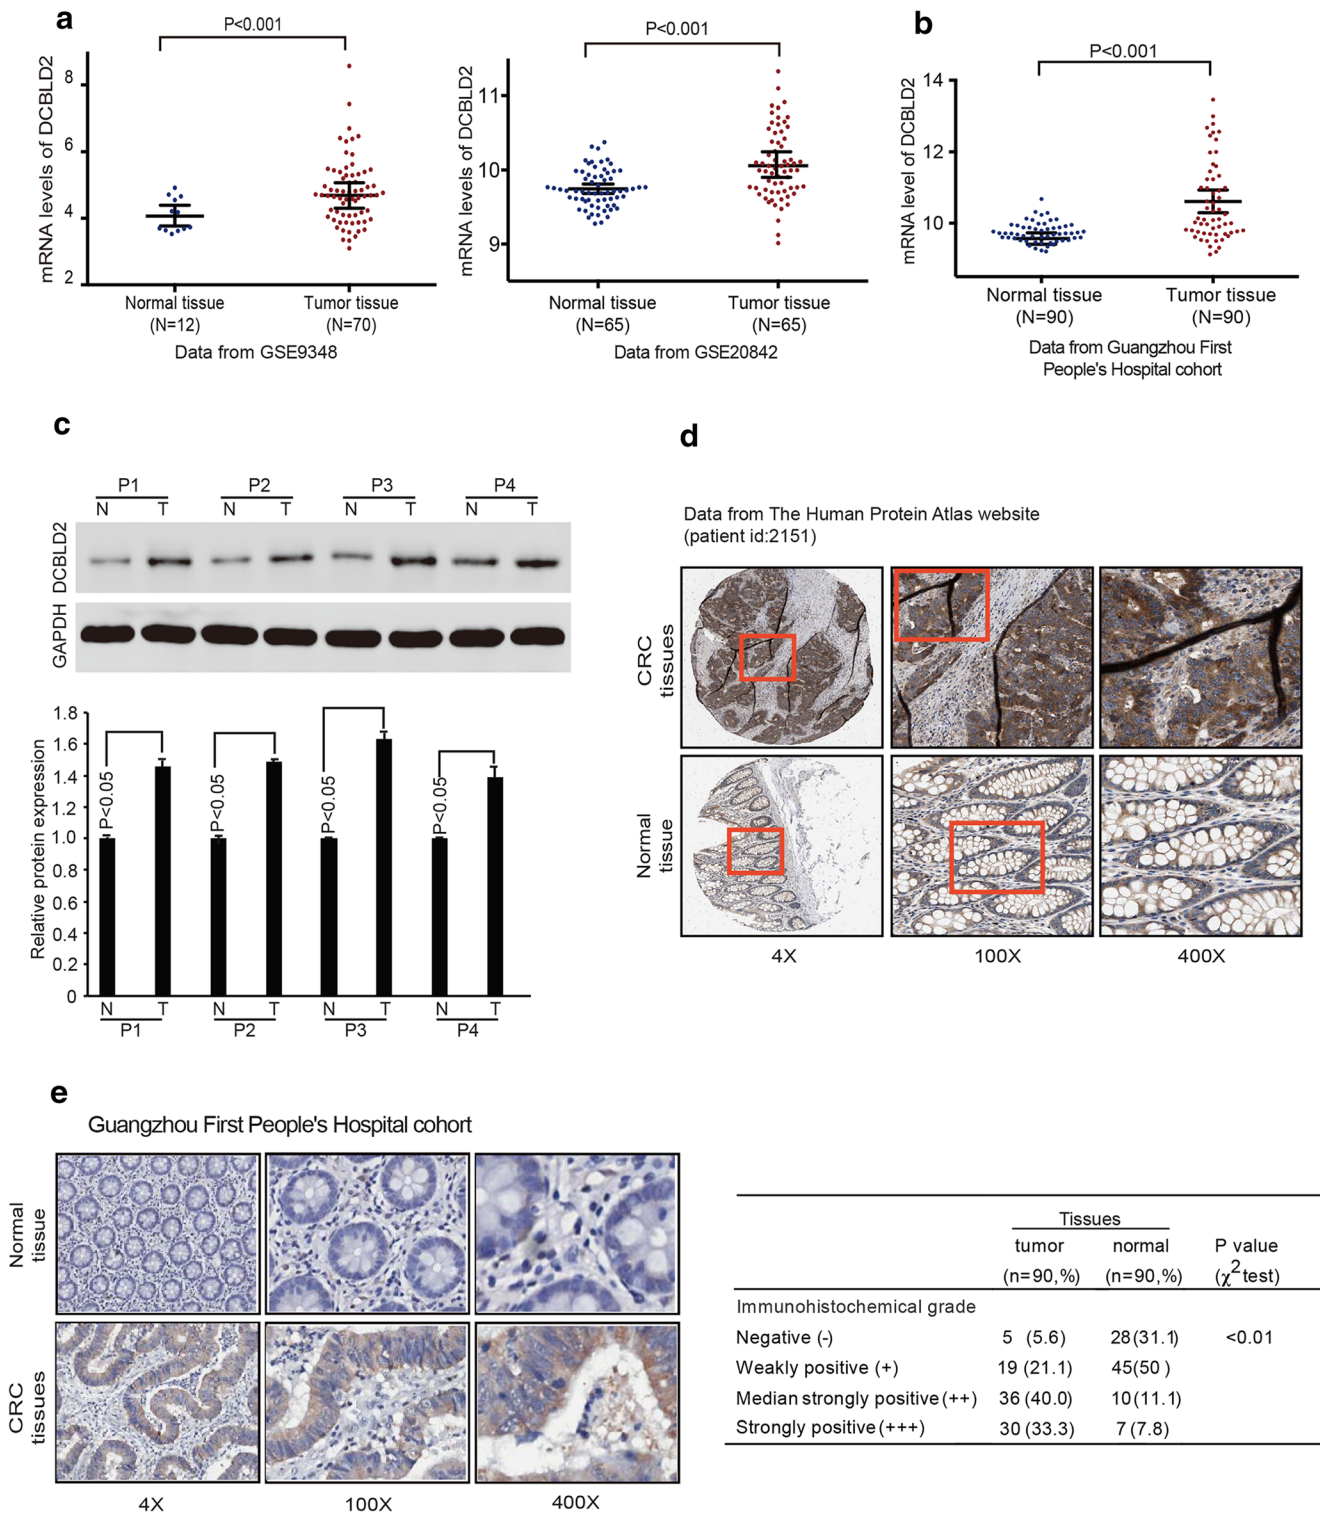 a
P<0.001
mRNA levels of DCBLD2
8
6
4
2
Normal tissue
(N=12)
Tumor tissue
(N=70)
Data from GSE9348
P<0.001
mRNA levels of DCBLD2
11
10
9
Normal tissue
(N=65)
Tumor tissue
(N=65)
Data from GSE20842
b
P<0.001
mRNA level of DCBLD2
14
12
10
Normal tissue
(N=90)
Tumor tissue
(N=90)
Data from Guangzhou First
People's Hospital cohort
c
P1 P2 P3 P4
N T N T N T N T
DCBLD2
GAPDH
Relative protein expression
1.8
1.6
1.4
1.2
1.0
0.8
0.6
0.4
0.2
0
P<0.05 P<0.05 P<0.05 P<0.05
N T N T N T N T
P1 P2 P3 P4
d
Data from The Human Protein Atlas website
(patient id:2151)
CRC
tissues
Normal
tissue
4X 100X 400X
e
Guangzhou First People's Hospital cohort
Normal
tissue
CRC
tissues
4X 100X 400X
Tissues
tumor normal P value
(n=90,%) (n=90,%) (χ2 test)
Immunohistochemical grade
Negative (-) 5 (5.6) 28(31.1) <0.01
Weakly positive (+) 19 (21.1) 45(50 )
Median strongly positive (++) 36 (40.0) 10(11.1)
Strongly positive (+++) 30 (33.3) 7 (7.8)